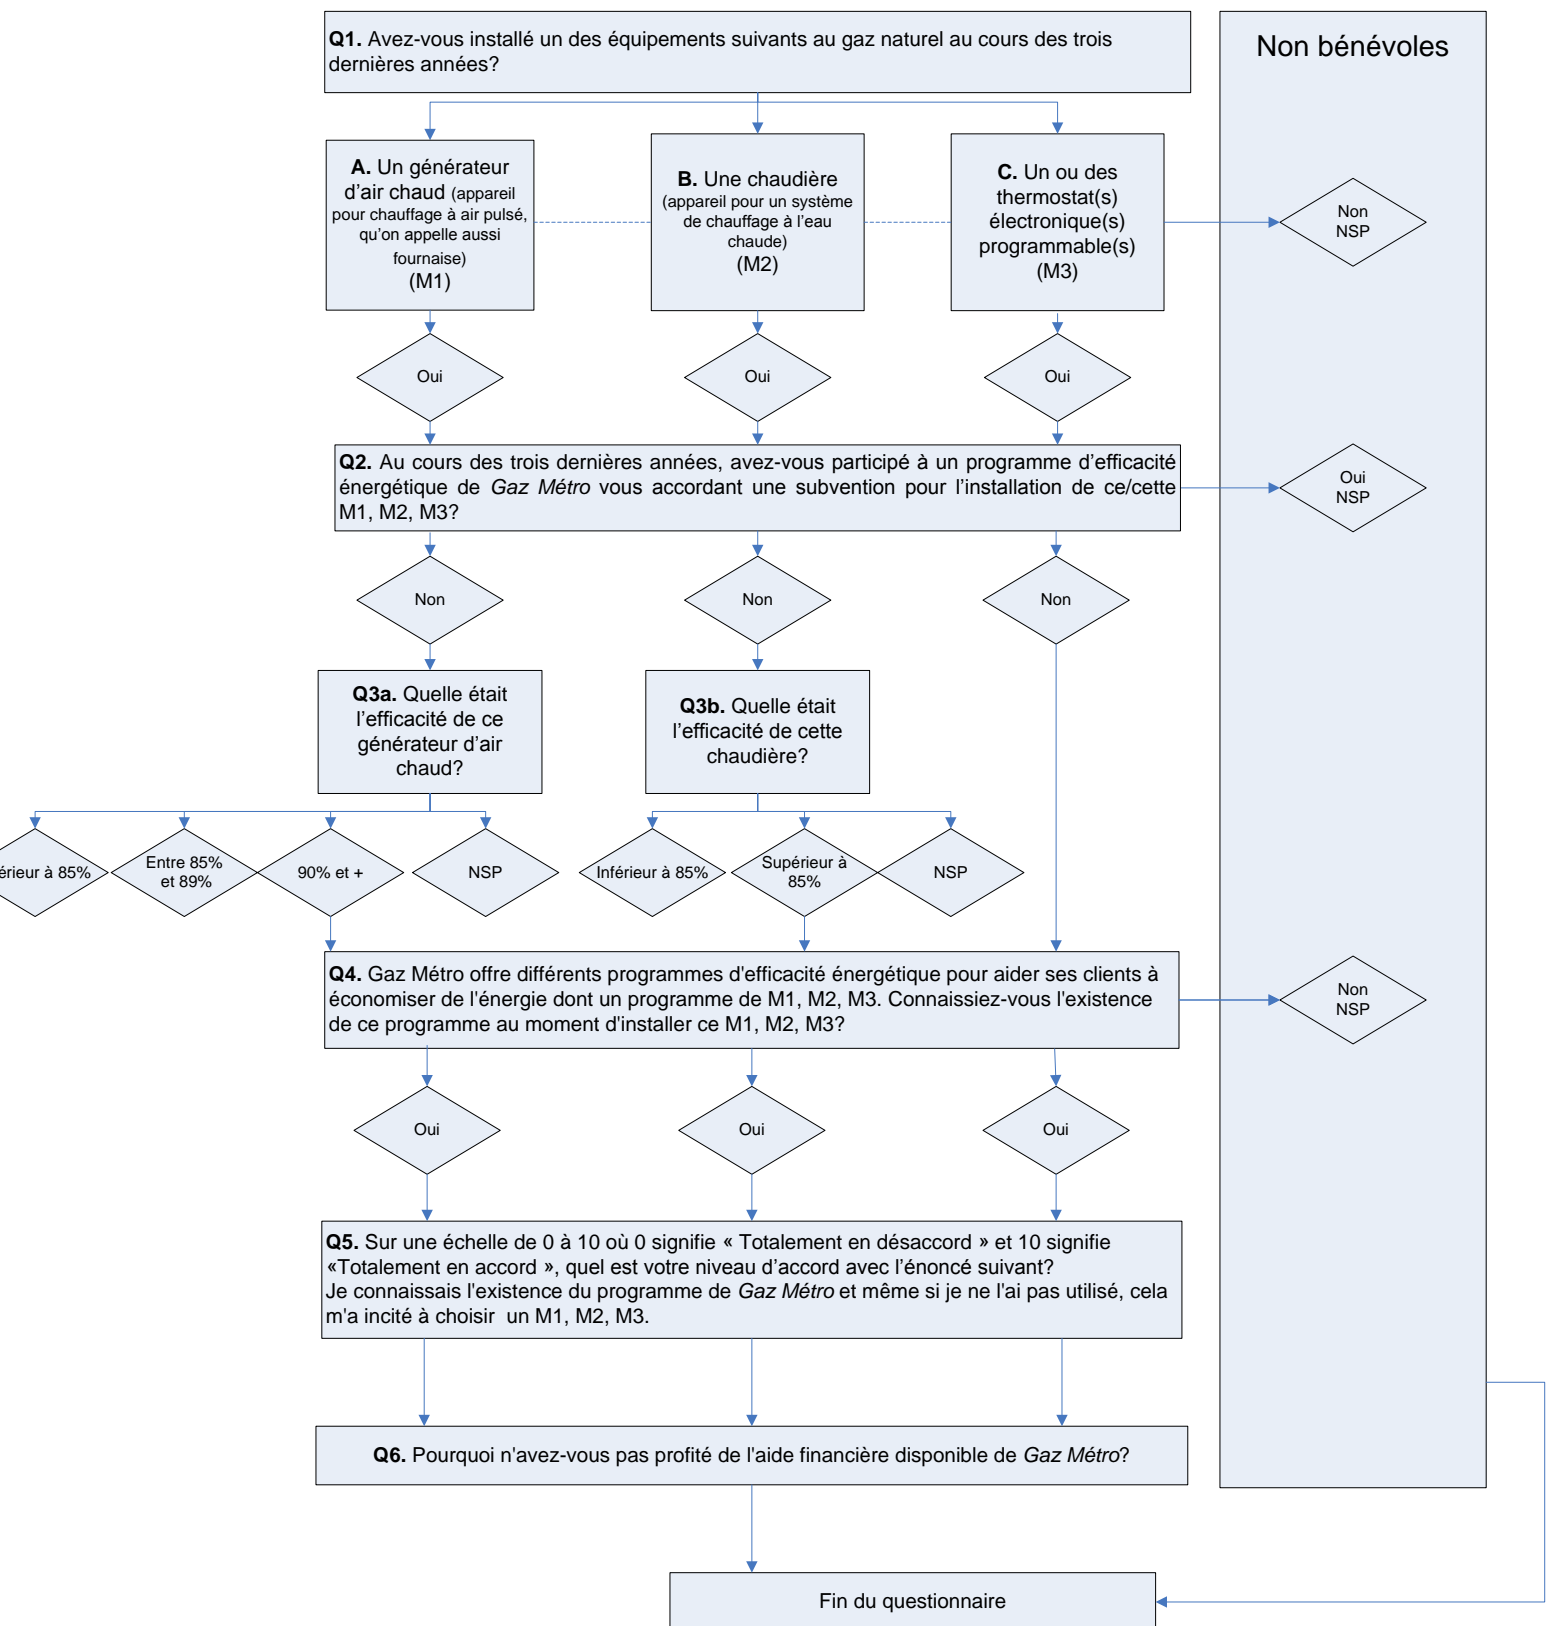 Q1. Avez-vous installé un des équipements suivants au gaz naturel au cours des trois
dernières années?
Non bénévoles
A. Un générateur
d'air chaud (appareil
pour chauffage à air pulsé,
qu'on appelle aussi
fournaise)
(M1)
B. Une chaudière
(appareil pour un système
de chauffage à l'eau
chaude)
(M2)
C. Un ou des
thermostat(s)
électronique(s)
programmable(s)
(M3)
Non
NSP
Oui
Oui
Oui
Q2. Au cours des trois dernières années, avez-vous participé à un programme d'efficacité
énergétique de Gaz Métro vous accordant une subvention pour l'installation de ce/cette
M1, M2, M3?
Oui
NSP
Non
Non
Non
Q3a. Quelle était
l'efficacité de ce
générateur d'air
chaud?
Q3b. Quelle était
l'efficacité de cette
chaudière?
érieur à 85%
Entre 85%
et 89%
90% et +
NSP
Inférieur à 85%
Supérieur à
85%
NSP
Q4. Gaz Métro offre différents programmes d'efficacité énergétique pour aider ses clients à
économiser de l'énergie dont un programme de M1, M2, M3. Connaissiez-vous l'existence
de ce programme au moment d'installer ce M1, M2, M3?
Non
NSP
Oui
Oui
Oui
Q5. Sur une échelle de 0 à 10 où 0 signifie « Totalement en désaccord » et 10 signifie
«Totalement en accord », quel est votre niveau d'accord avec l'énoncé suivant?
Je connaissais l'existence du programme de Gaz Métro et même si je ne l'ai pas utilisé, cela
m'a incité à choisir un M1, M2, M3.
Q6. Pourquoi n'avez-vous pas profité de l'aide financière disponible de Gaz Métro?
Fin du questionnaire